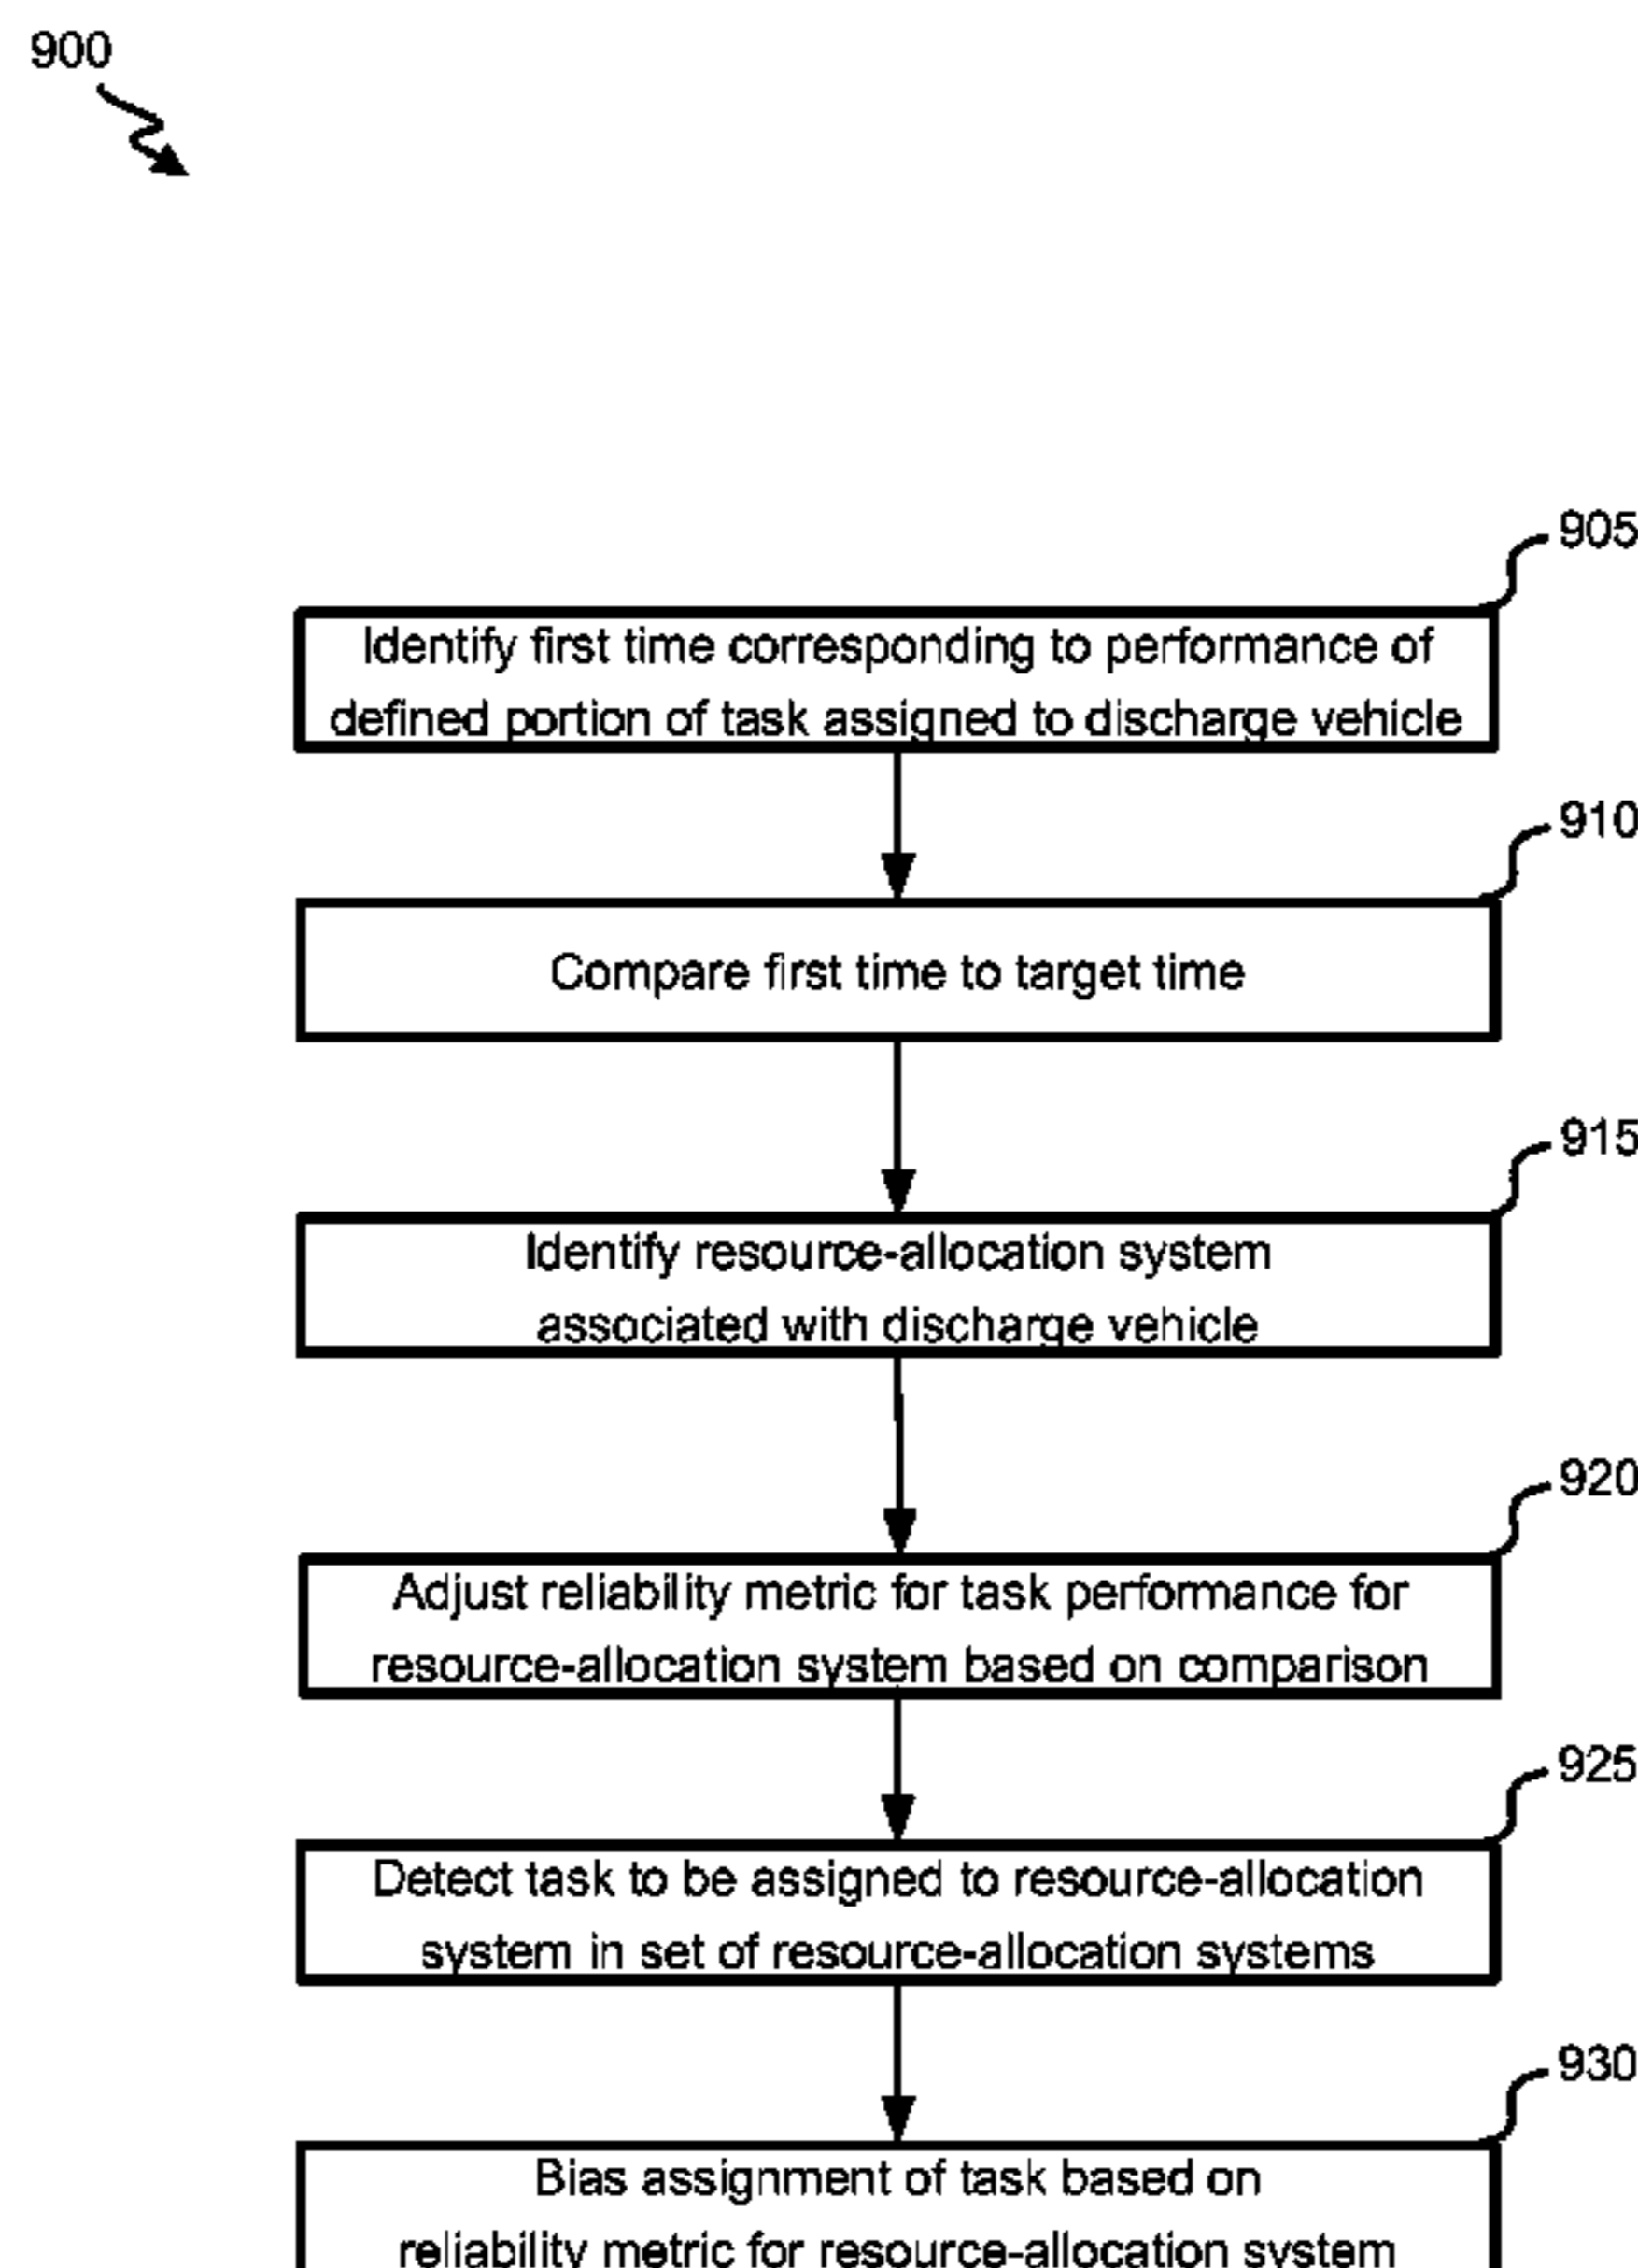 900
905
Identify first time corresponding to performance of
defined portion of task assigned to discharge vehicle
910
Compare first time to target time
915
Identify resource-allocation system
associated with discharge vehicle
920
Adjust reliability metric for task performance for
resource-allocation system based on comparison
925
Detect task to be assigned to resource-allocation
system in set of resource-allocation systems
930
Bias assignment of task based on
reliability metric for resource-allocation system